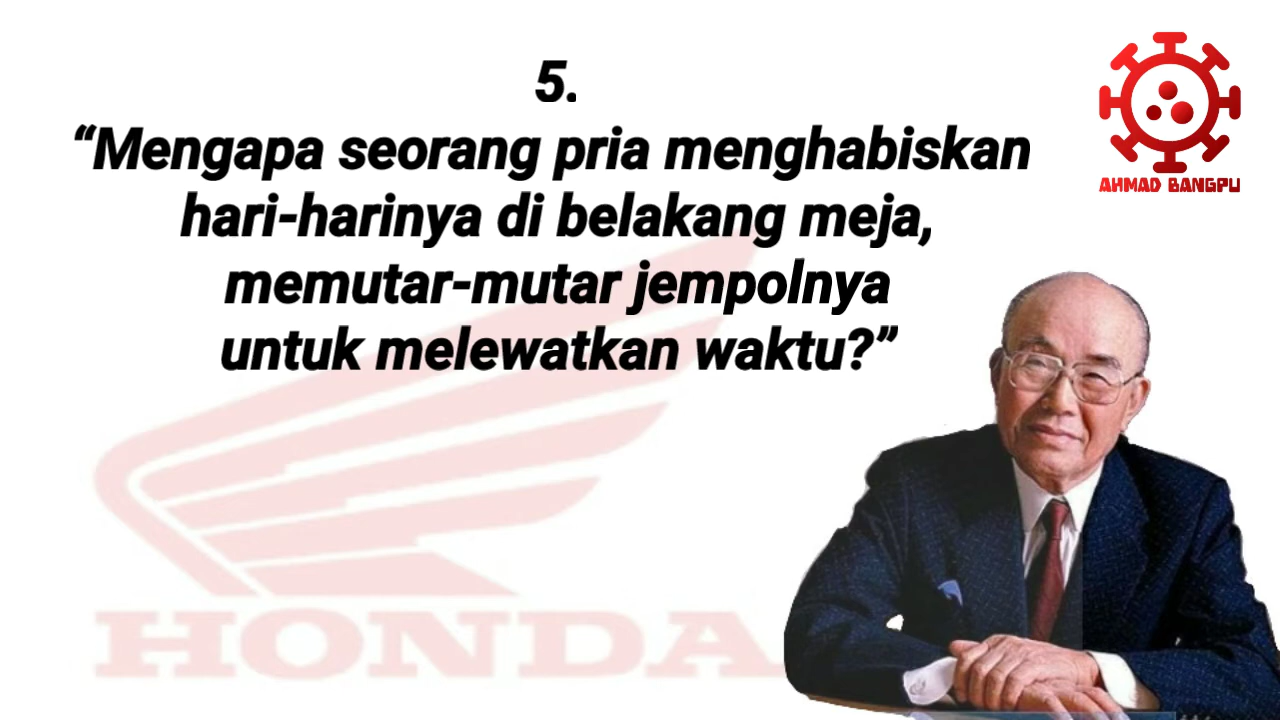 5.
“Mengapa seorang pria menghabiskan
hari-harinya di belakang meja,
memutar-mutar jempolnya
untuk melewatkan waktu?”
AHMAD BANGPU
HONDA